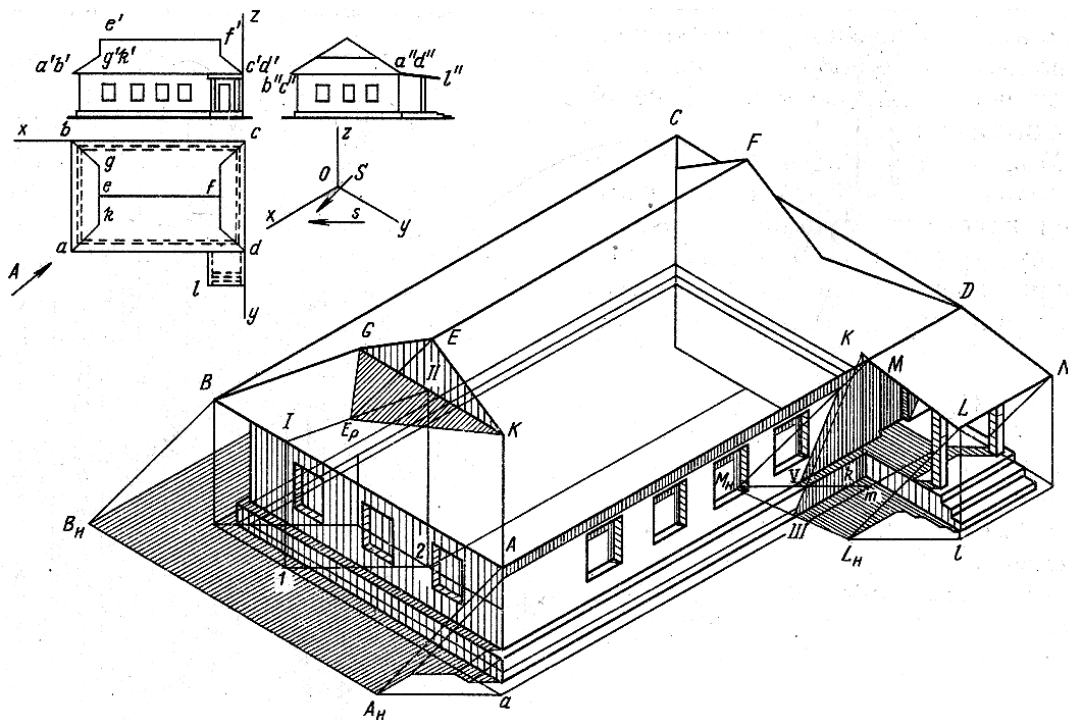 e' f' z
a'b' g'k' c'd' a"d" l"
b"c"
x b c z
g O S
e f x s y
k
a d
A l
y
C F
D
G E K M N
B I II L
E_P K
M_H V k m
B_H 1 2 A III L_H l
A_H a